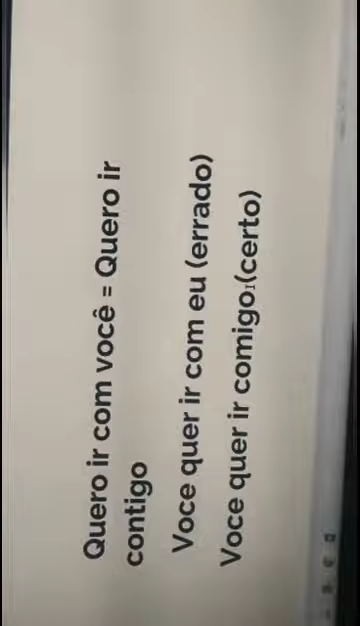 Quero ir com você = Quero ir
contigo
Voce quer ir com eu (errado)
Voce quer ir comigo (certo)